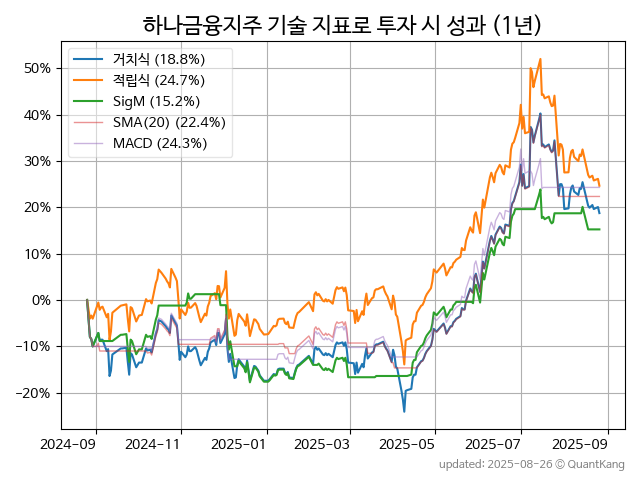 하나금융지주 기술 지표로 투자 시 성과 (1년)
거치식 (18.8%)
적립식 (24.7%)
SigM (15.2%)
SMA(20) (22.4%)
MACD (24.3%)
50%
40%
30%
20%
10%
0%
−10%
−20%
2024-09 2024-11 2025-01 2025-03 2025-05 2025-07 2025-09
updated: 2025-08-26 © QuantKang